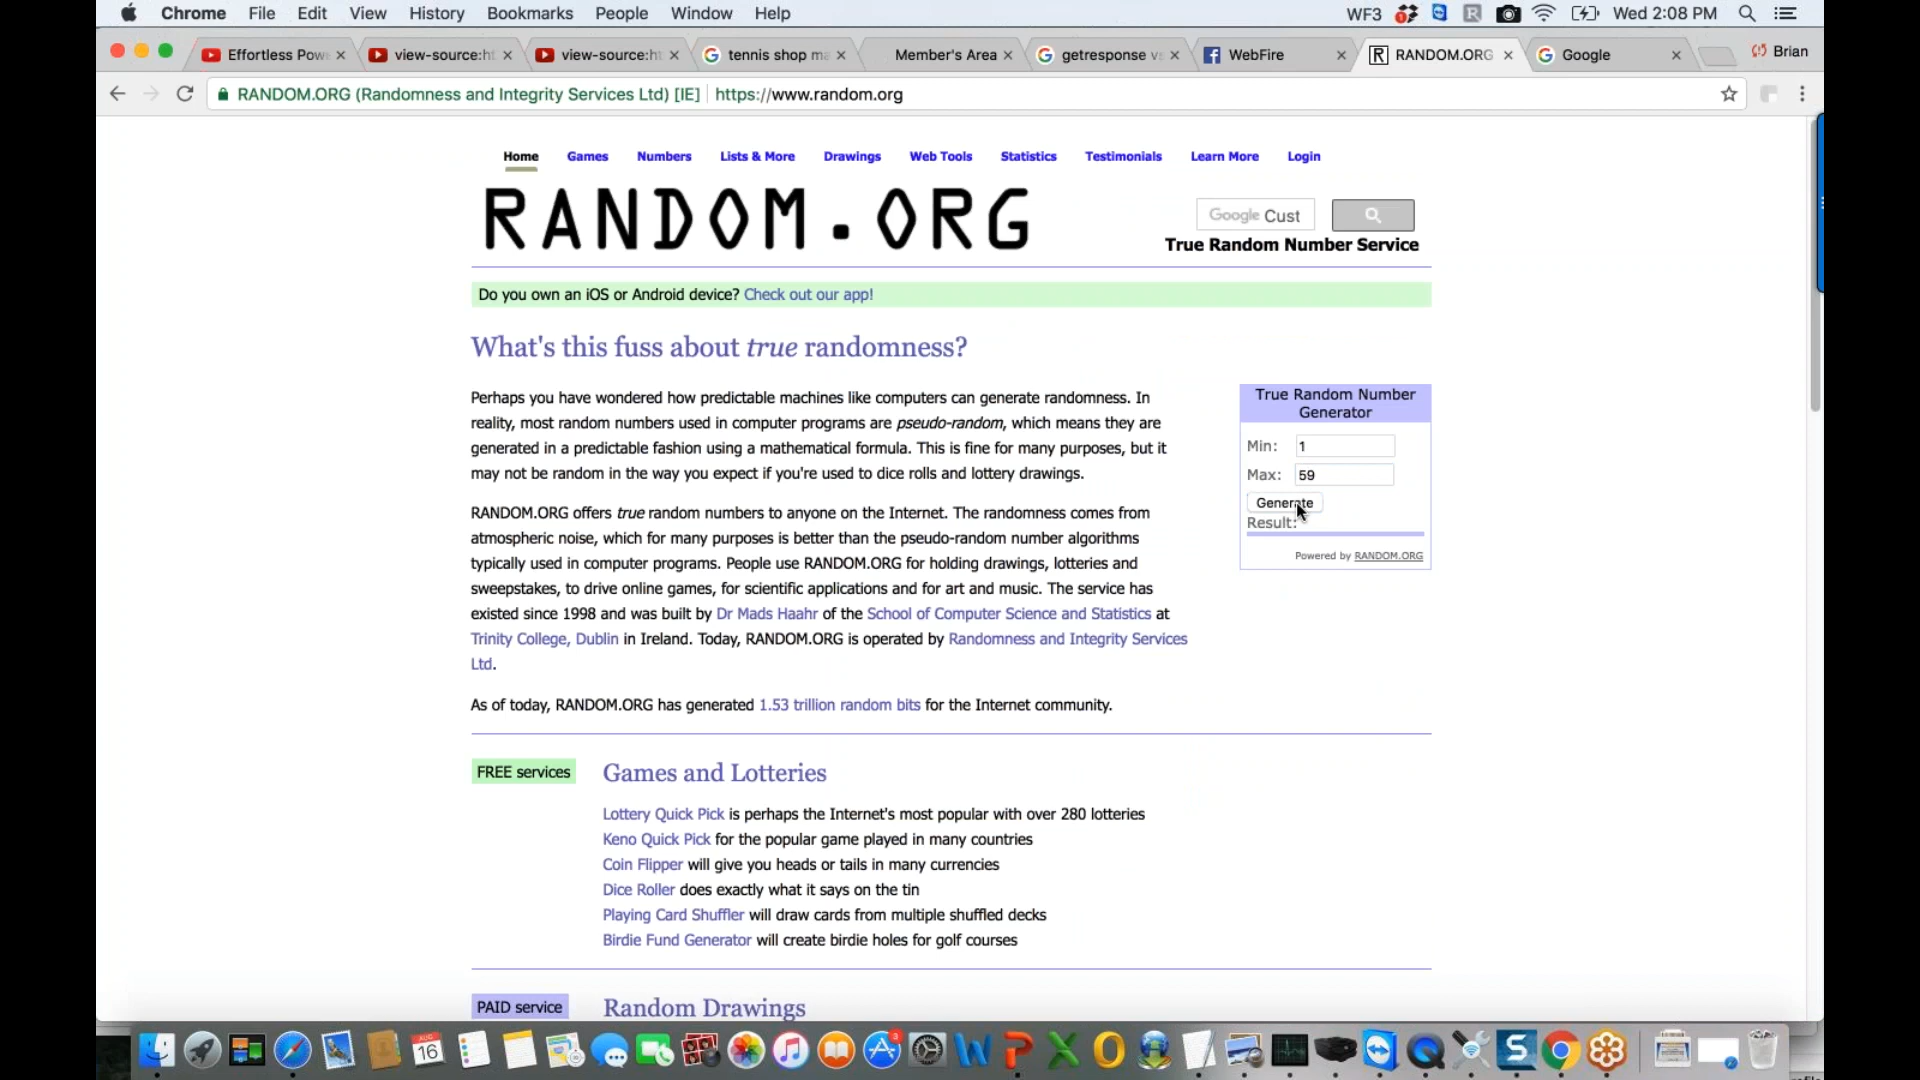 Chrome File Edit View History Bookmarks People Window Help WF3 Wed 2:08 PM
Effortless Pow view-source:ht view-source:ht tennis shop ma Member's Area getresponse vs WebFire RANDOM.ORG Google Brian
RANDOM.ORG (Randomness and Integrity Services Ltd) [IE] https://www.random.org
Home Games Numbers Lists & More Drawings Web Tools Statistics Testimonials Learn More Login
RANDOM.ORG
Google Cust
True Random Number Service
Do you own an iOS or Android device? Check out our app!
What's this fuss about true randomness?
Perhaps you have wondered how predictable machines like computers can generate randomness. In
reality, most random numbers used in computer programs are pseudo-random, which means they are
generated in a predictable fashion using a mathematical formula. This is fine for many purposes, but it
may not be random in the way you expect if you're used to dice rolls and lottery drawings.
RANDOM.ORG offers true random numbers to anyone on the Internet. The randomness comes from
atmospheric noise, which for many purposes is better than the pseudo-random number algorithms
typically used in computer programs. People use RANDOM.ORG for holding drawings, lotteries and
sweepstakes, to drive online games, for scientific applications and for art and music. The service has
existed since 1998 and was built by Dr Mads Haahr of the School of Computer Science and Statistics at
Trinity College, Dublin in Ireland. Today, RANDOM.ORG is operated by Randomness and Integrity Services
Ltd.
As of today, RANDOM.ORG has generated 1.53 trillion random bits for the Internet community.
True Random Number
Generator
Min: 1
Max: 59
Generate
Result:
Powered by RANDOM.ORG
FREE services Games and Lotteries
Lottery Quick Pick is perhaps the Internet's most popular with over 280 lotteries
Keno Quick Pick for the popular game played in many countries
Coin Flipper will give you heads or tails in many currencies
Dice Roller does exactly what it says on the tin
Playing Card Shuffler will draw cards from multiple shuffled decks
Birdie Fund Generator will create birdie holes for golf courses
PAID service Random Drawings
AUG
16